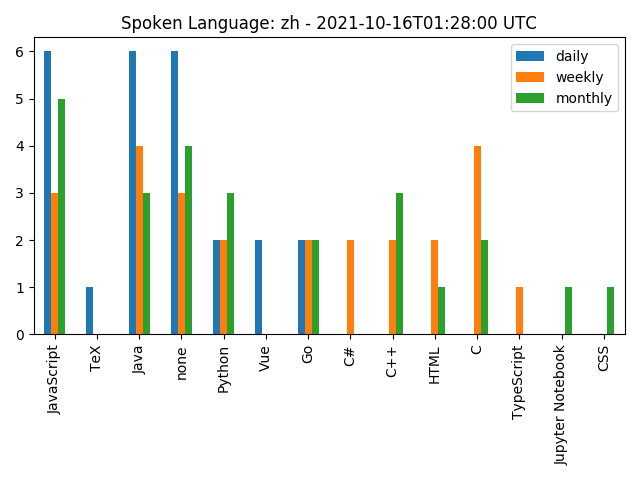 Spoken Language: zh - 2021-10-16T01:28:00 UTC
daily
weekly
monthly
6
5
4
3
2
1
0
JavaScript
TeX
Java
none
Python
Vue
Go
C#
C++
HTML
C
TypeScript
Jupyter Notebook
CSS